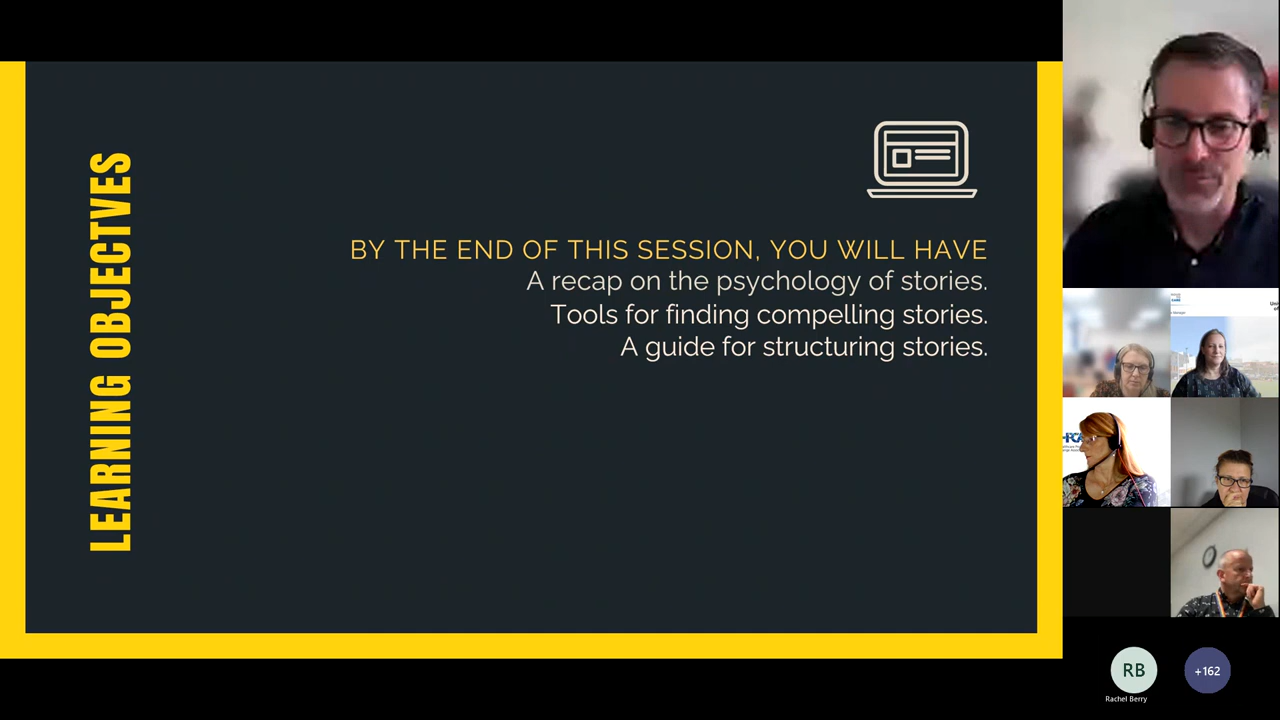 LEARNING OBJECTVES
BY THE END OF THIS SESSION, YOU WILL HAVE
A recap on the psychology of stories.
Tools for finding compelling stories.
A guide for structuring stories.
RB
+162
Rachel Berry